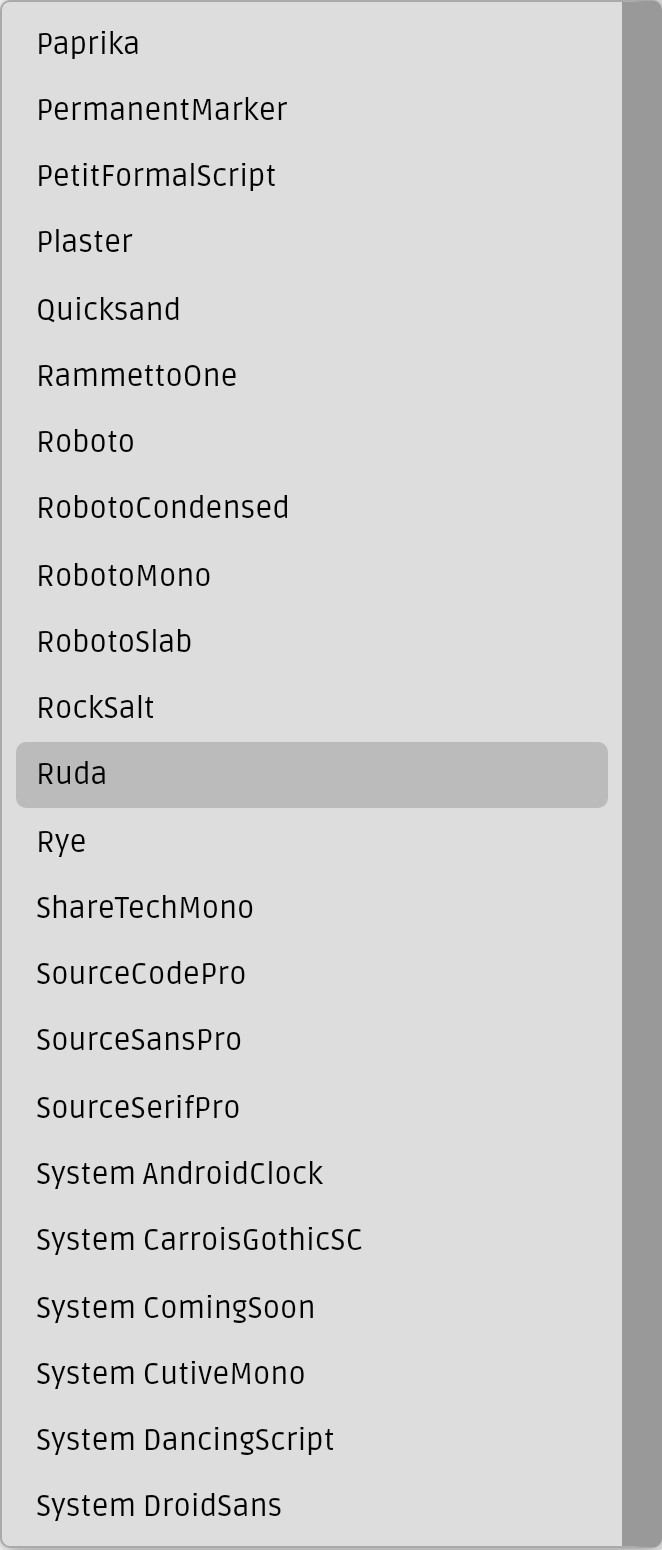 Paprika
PermanentMarker
PetitFormalScript
Plaster
Quicksand
RammettoOne
Roboto
RobotoCondensed
RobotoMono
RobotoSlab
RockSalt
Ruda
Rye
ShareTechMono
SourceCodePro
SourceSansPro
SourceSerifPro
System AndroidClock
System CarroisGothicSC
System ComingSoon
System CutiveMono
System DancingScript
System DroidSans